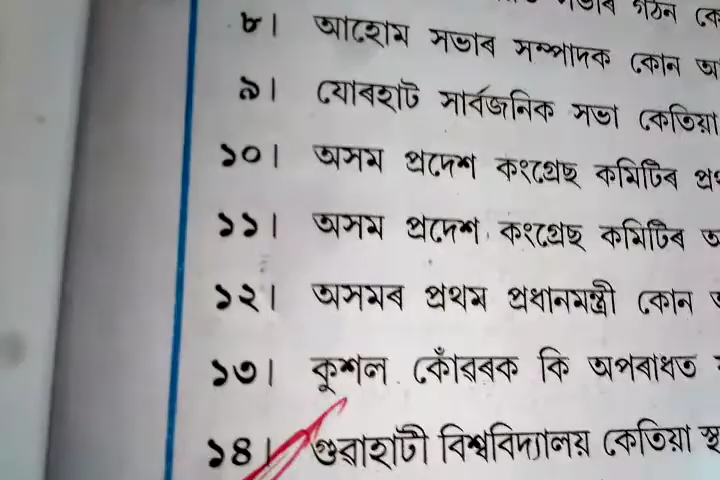 গঠন
৮। আহোম সভাৰ সম্পাদক কোন
৯। যোৰহাট সাৰ্বজনিক সভা কেতিয়া
১০। অসম প্ৰদেশ কংগ্ৰেছ কমিটিৰ
১১। অসম প্ৰদেশ কংগ্ৰেছ কমিটিৰ
১২। অসমৰ প্ৰথম প্ৰধানমন্ত্ৰী কোন
১৩। কুশল কোঁৱৰক কি অপৰাধত
১৪। গুৱাহাটী বিশ্ববিদ্যালয় কেতিয়া